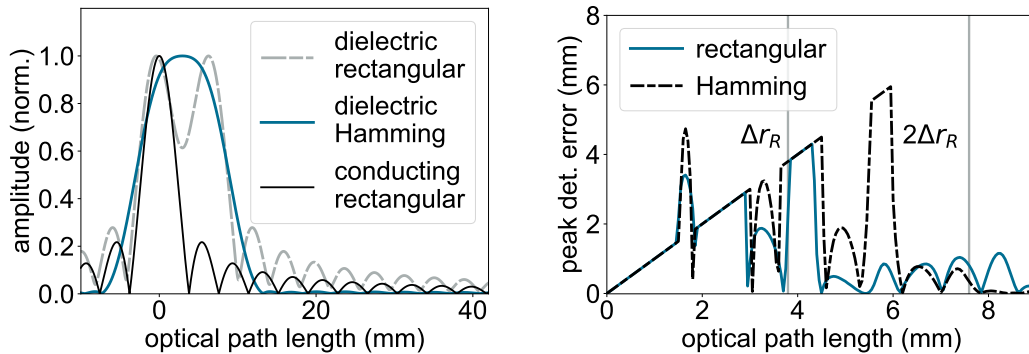 amplitude (norm.)
1.0
0.8
0.6
0.4
0.2
0.0
0
20
40
optical path length (mm)
dielectric
rectangular
dielectric
Hamming
conducting
rectangular
peak det. error (mm)
8
6
4
2
0
0
2
4
6
8
optical path length (mm)
rectangular
Hamming
Δr_R
2Δr_R